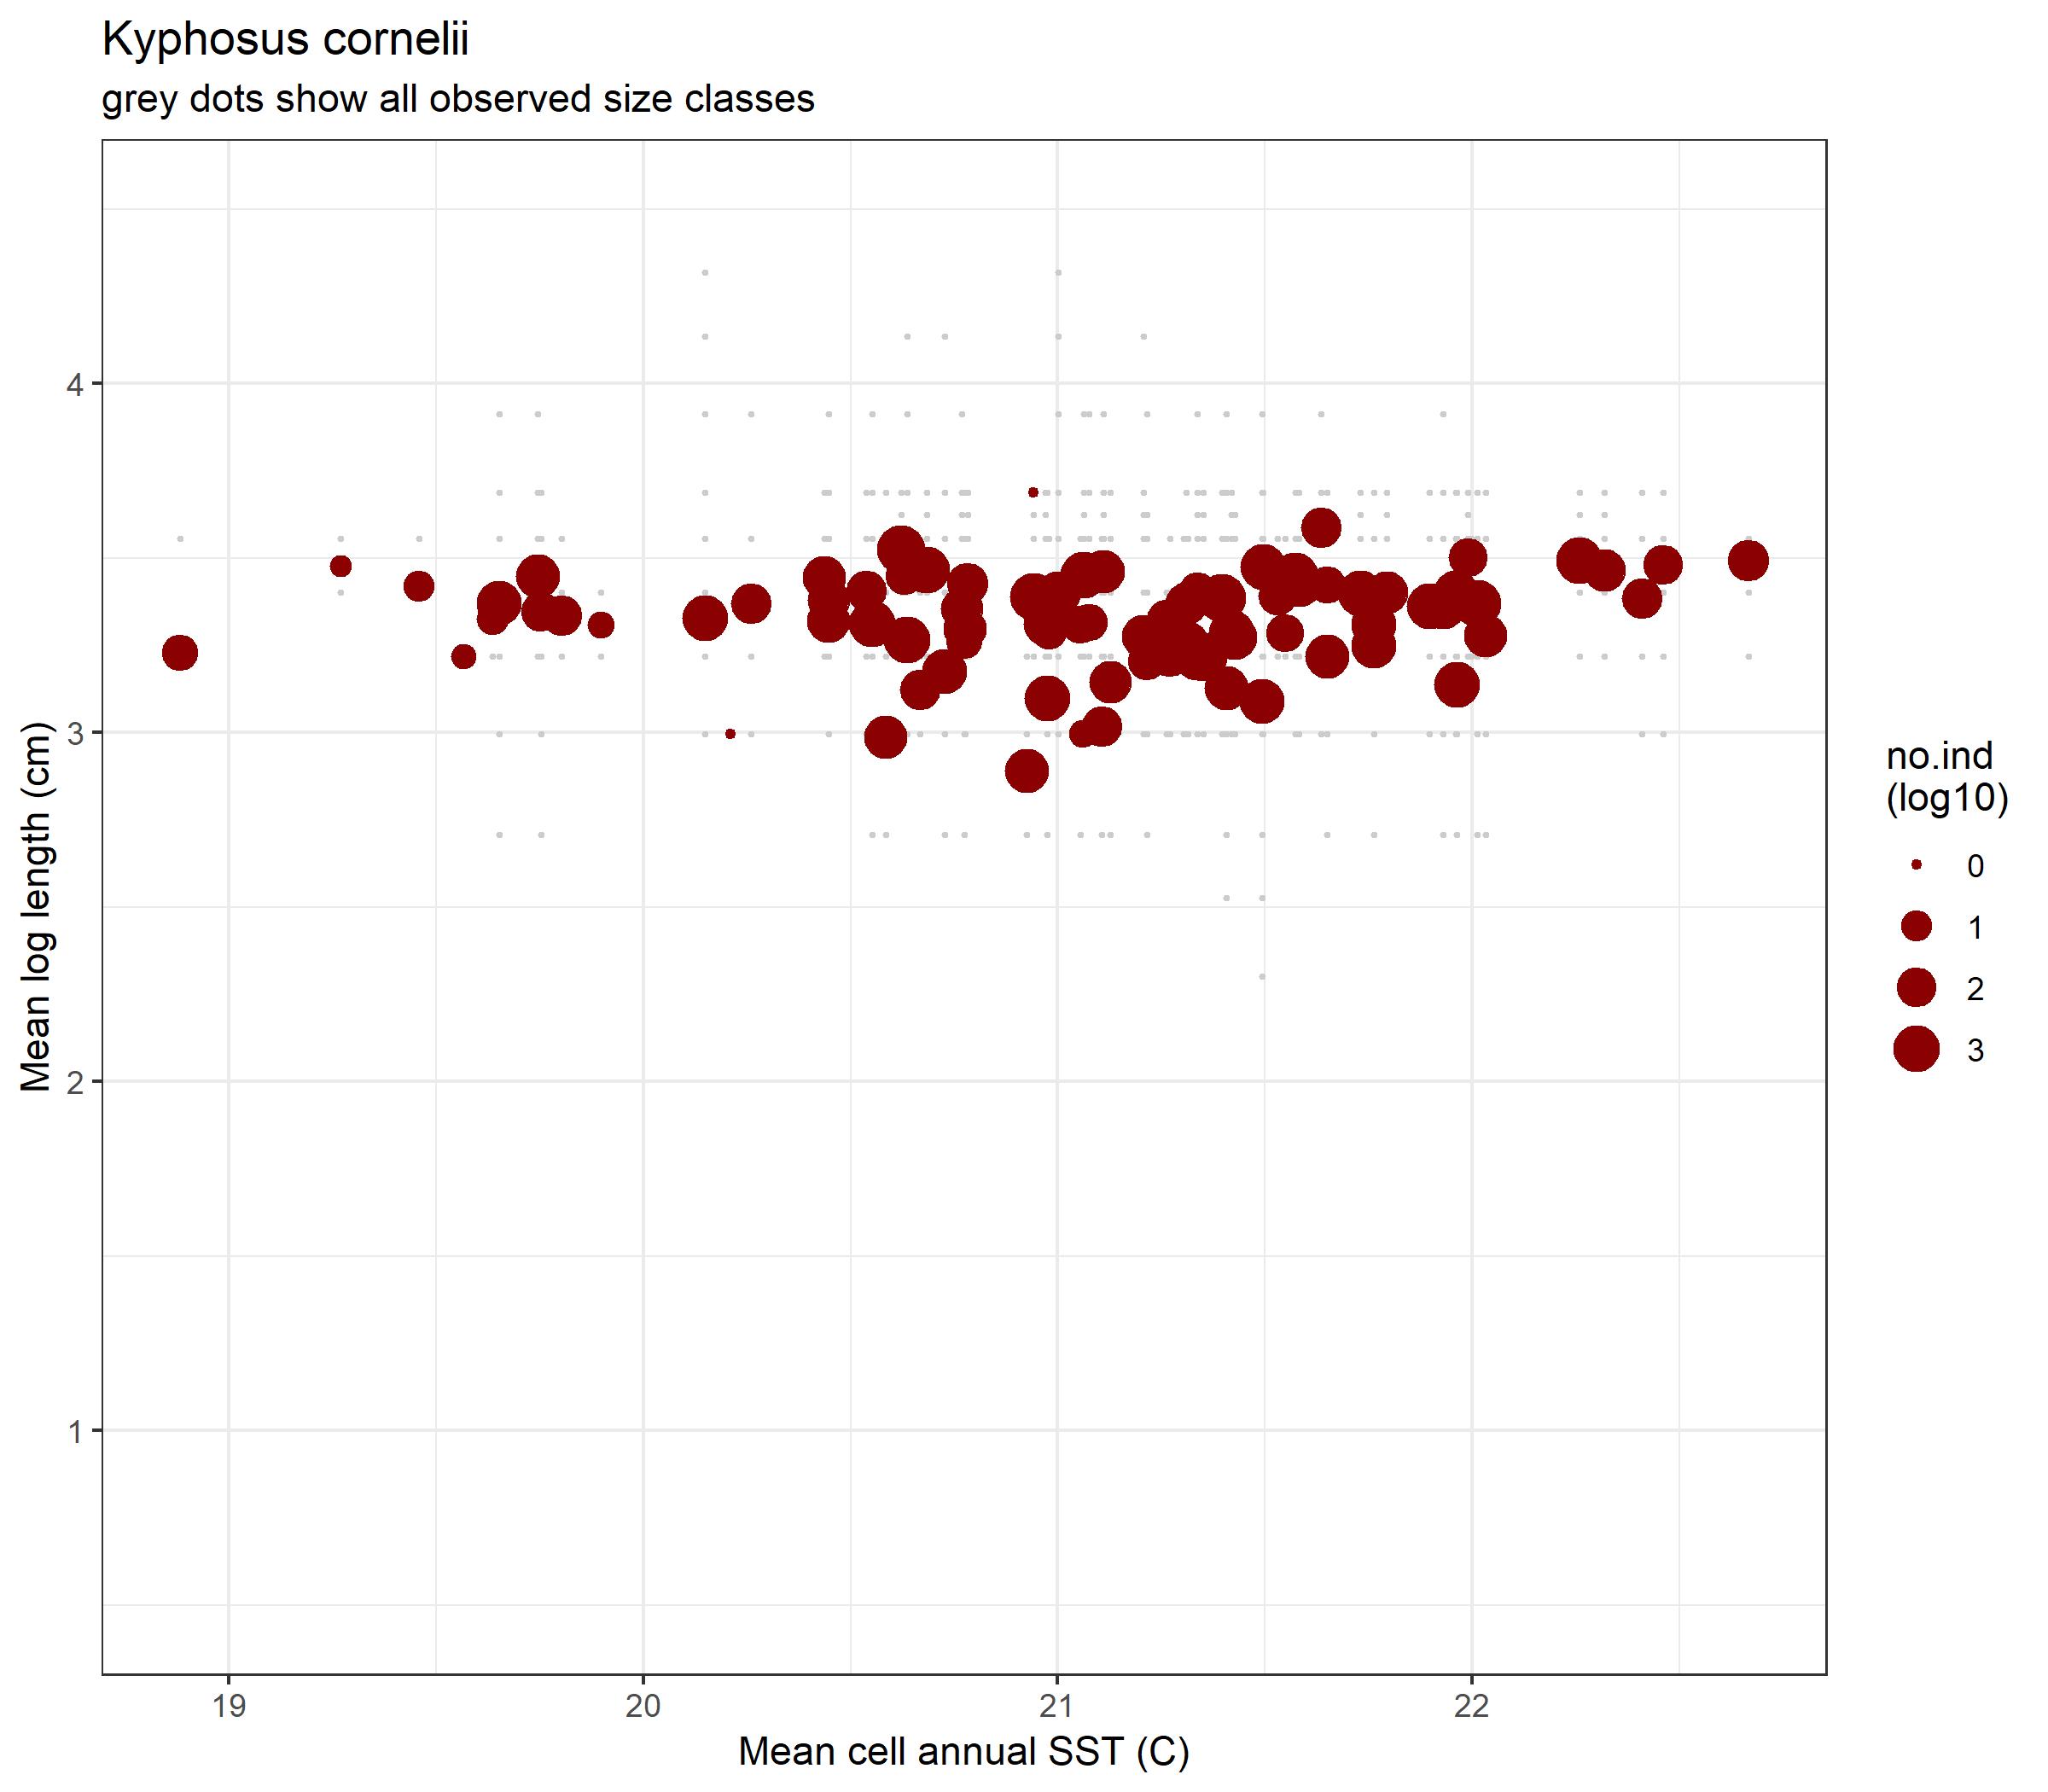 Kyphosus cornelii
grey dots show all observed size classes
4
3
2
1
Mean log length (cm)
19
20
21
22
Mean cell annual SST (C)
no.ind
(log10)
0
1
2
3